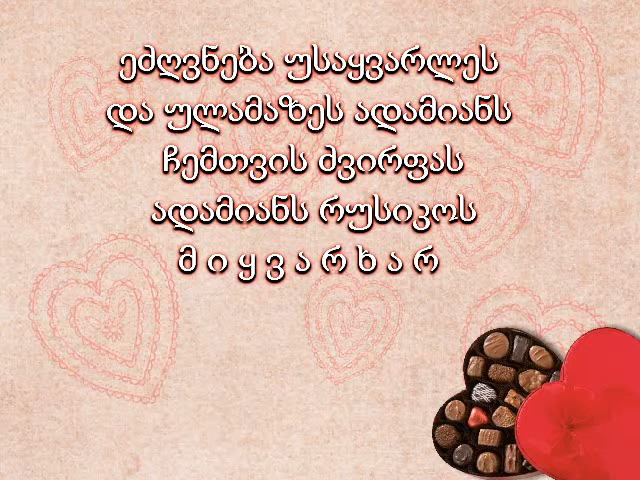 ეძღვნება უსაყვარლეს
და ულამაზეს ადამიანს
ჩემთვის ძვირფას
ადამიანს რუსიკოს
მ ი ყ ვ ა რ ხ ა რ